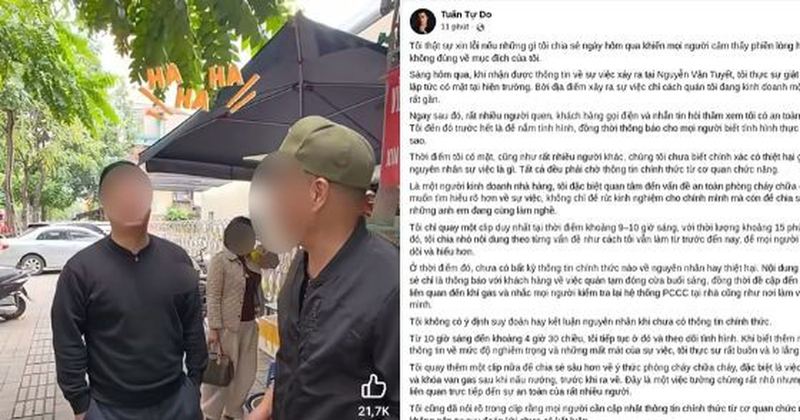 HA
HA
HA
21,7K
Tuấn Tự Do
11 phút ·
Tôi thật sự xin lỗi nếu những gì tôi chia sẻ ngày hôm qua khiến mọi người cảm thấy phiền lòng h
không đúng về mục đích của tôi.
Sáng hôm qua, khi nhận được thông tin về sự việc xảy ra tại Nguyễn Văn Tuyết, tôi thực sự giật
lập tức có mặt tại hiện trường. Bởi địa điểm xảy ra sự việc chỉ cách quán tôi đang kinh doanh mộ
rất gần.
Ngay sau đó, rất nhiều người quen, khách hàng gọi điện và nhắn tin hỏi thăm xem tôi có an toàn
Tôi đến đó trước hết là để nắm tình hình, đồng thời thông báo cho mọi người biết tình hình thực
sao.
Thời điểm tôi có mặt, cũng như rất nhiều người khác, chúng tôi chưa biết chính xác có thiệt hại g
nguyên nhân sự việc là gì. Tất cả đều phải chờ thông tin chính thức từ cơ quan chức năng.
Là một người kinh doanh nhà hàng, tôi đặc biệt quan tâm đến vấn đề an toàn phòng cháy chữa
muốn tìm hiểu rõ hơn về sự việc, không chỉ để rút kinh nghiệm cho chính mình mà còn để chia s
những anh em đang cùng làm nghề.
Tôi chỉ quay một clip duy nhất tại thời điểm khoảng 9–10 giờ sáng, với thời lượng khoảng 15 phú
đó, tôi chia nhỏ nội dung theo từng vấn đề như cách tôi vẫn làm từ trước đến nay, để mọi người
dõi và hiểu hơn.
Ở thời điểm đó, chưa có bất kỳ thông tin chính thức nào về nguyên nhân hay thiệt hại. Nội dung
sẻ chỉ là thông báo với khách hàng về việc quán tạm đóng cửa buổi sáng, đồng thời đề cập đến
liên quan đến khí gas và nhắc mọi người kiểm tra lại hệ thống PCCC tại nhà cũng như nơi làm v
mình.
Tôi không có ý định suy đoán hay kết luận nguyên nhân khi chưa có thông tin chính thức.
Từ 10 giờ sáng đến khoảng 4 giờ 30 chiều, tôi tiếp tục ở đó và theo dõi tình hình. Khi biết thêm
thông tin về mức độ nghiêm trọng và những mất mát của sự việc, tôi thực sự rất buồn và lo lắng
Tôi quay thêm một clip nữa để chia sẻ sâu hơn về ý thức phòng cháy chữa cháy, đặc biệt là việc
và khóa van gas sau khi nấu nướng, trước khi ra về. Đây là một việc tưởng chừng rất nhỏ nhưng
liên quan trực tiếp đến sự an toàn của rất nhiều người.
Tôi cũng đã nói rõ trong clip rằng mọi người cần cập nhật thông tin chính thức từ cơ quan chức